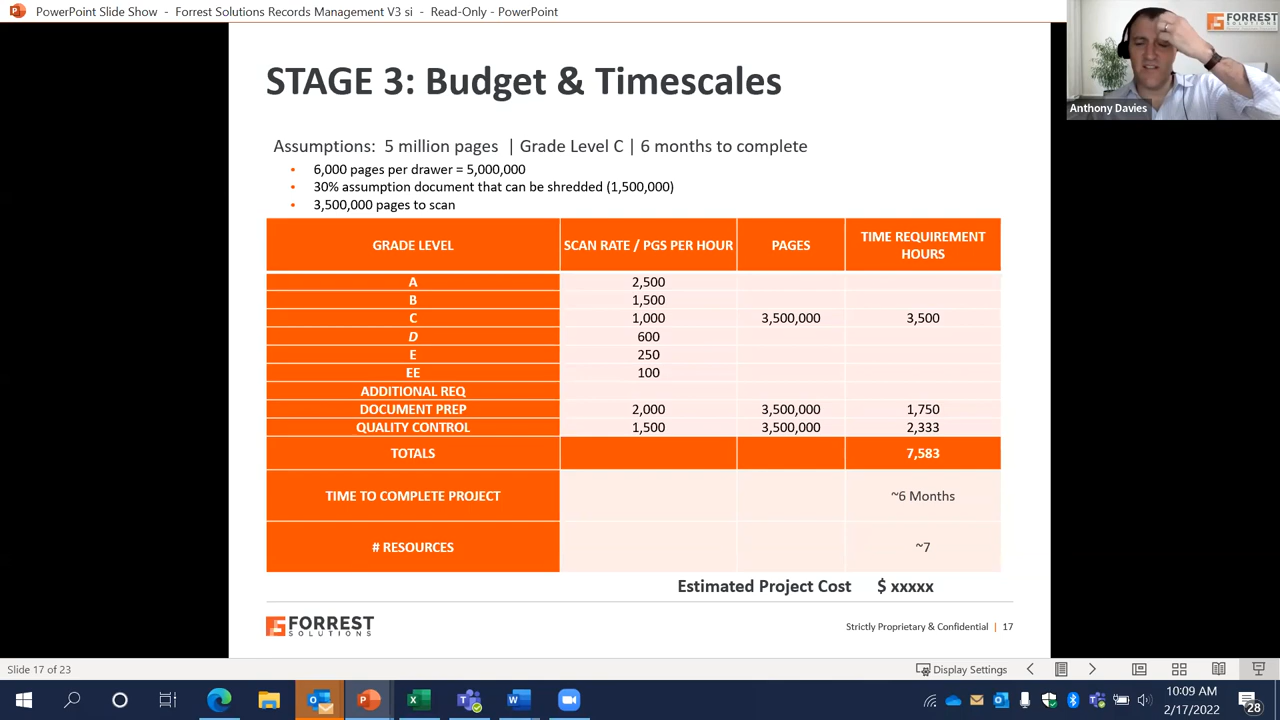 PowerPoint Slide Show - Forrest Solutions Records Management V3 si - Read-Only - PowerPoint
FORREST
SOLUTIONS
Anthony Davies
STAGE 3: Budget & Timescales
Assumptions: 5 million pages | Grade Level C | 6 months to complete
• 6,000 pages per drawer = 5,000,000
• 30% assumption document that can be shredded (1,500,000)
• 3,500,000 pages to scan
GRADE LEVEL SCAN RATE / PGS PER HOUR PAGES TIME REQUIREMENT HOURS
A 2,500
B 1,500
C 1,000 3,500,000 3,500
D 600
E 250
EE 100
ADDITIONAL REQ
DOCUMENT PREP 2,000 3,500,000 1,750
QUALITY CONTROL 1,500 3,500,000 2,333
TOTALS 7,583
TIME TO COMPLETE PROJECT ~6 Months
# RESOURCES ~7
Estimated Project Cost $ xxxxx
FORREST
SOLUTIONS
Strictly Proprietary & Confidential | 17
Slide 17 of 23
Display Settings
10:09 AM
2/17/2022
28